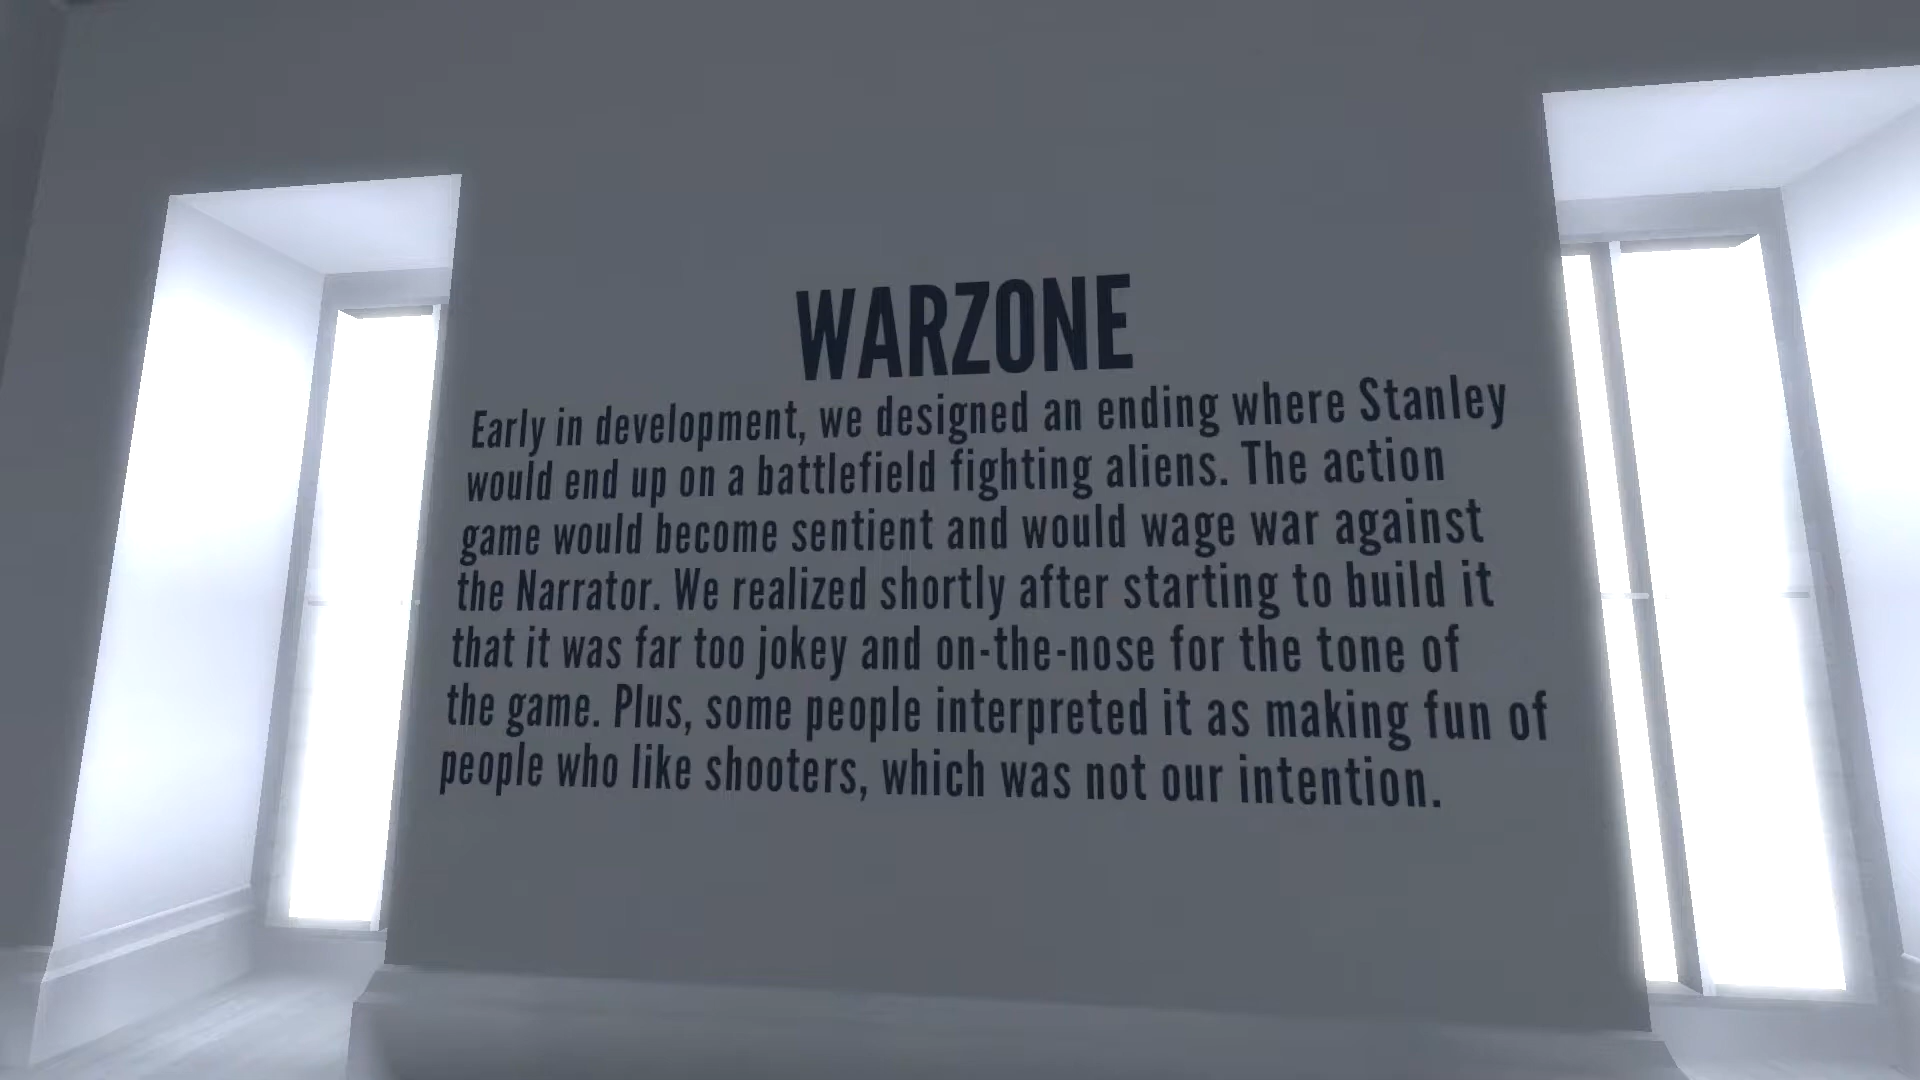 WARZONE
Early in development, we designed an ending where Stanley
would end up on a battlefield fighting aliens. The action
game would become sentient and would wage war against
the Narrator. We realized shortly after starting to build it
that it was far too jokey and on-the-nose for the tone of
the game. Plus, some people interpreted it as making fun of
people who like shooters, which was not our intention.